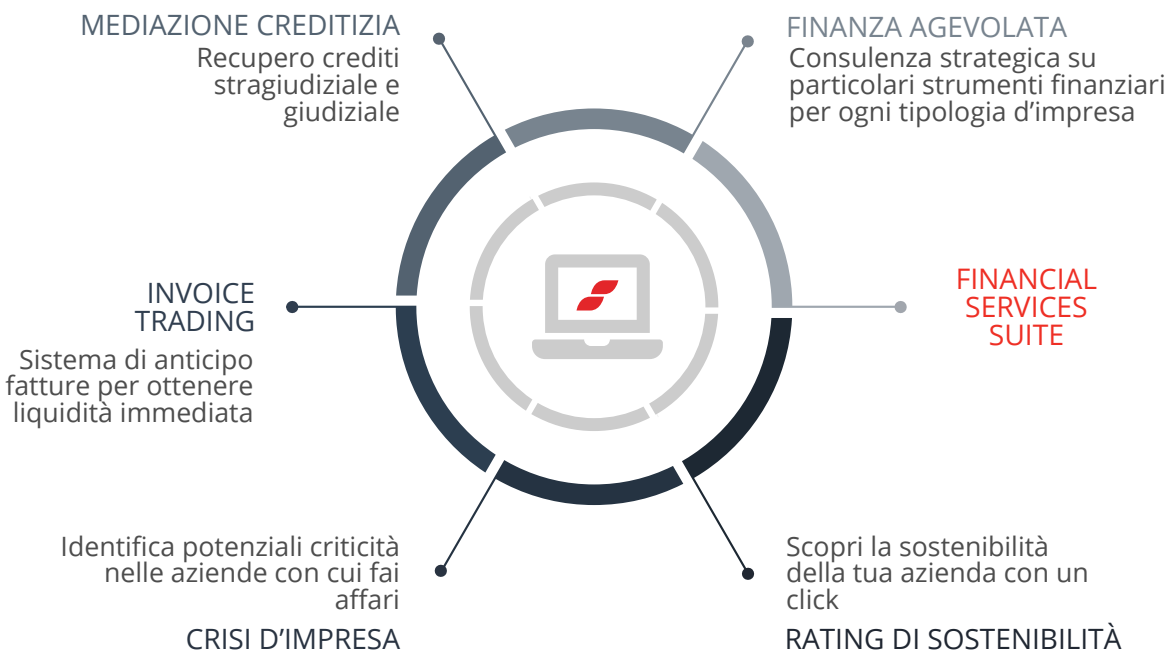 MEDIAZIONE CREDITIZIA
Recupero crediti
stragiudiziale e
giudiziale
FINANZA AGEVOLATA
Consulenza strategica su
particolari strumenti finanziari
per ogni tipologia d’impresa
INVOICE
TRADING
Sistema di anticipo
fatture per ottenere
liquidità immediata
FINANCIAL
SERVICES
SUITE
Identifica potenziali criticità
nelle aziende con cui fai
affari
CRISI D’IMPRESA
Scopri la sostenibilità
della tua azienda con un
click
RATING DI SOSTENIBILITÀ